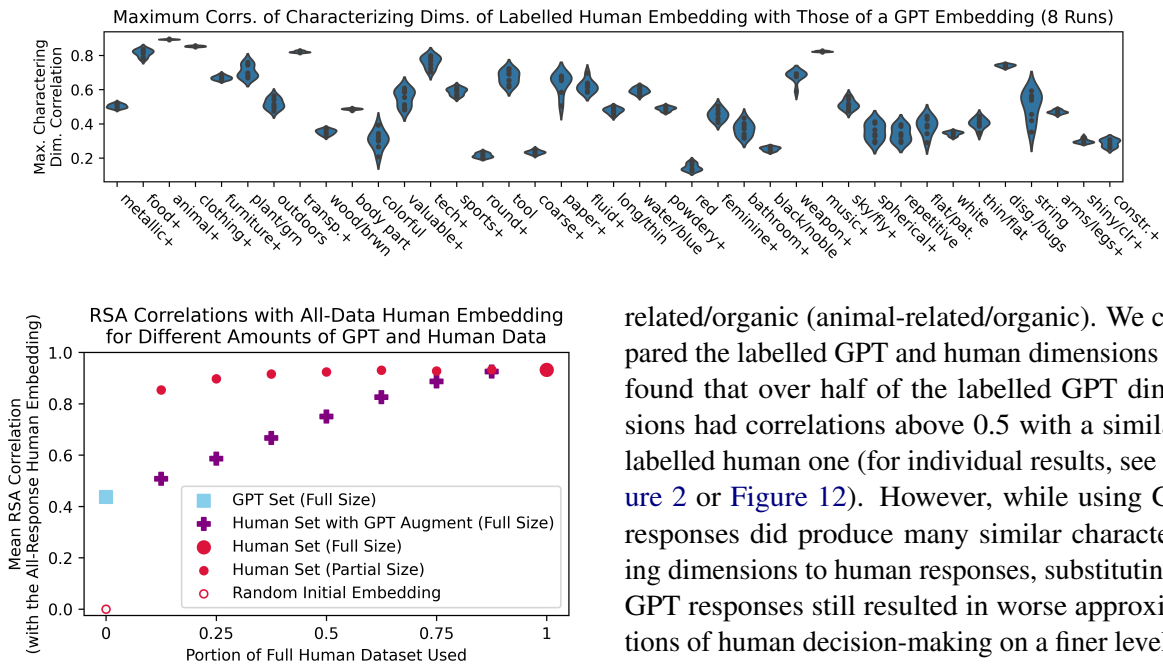 Maximum Corrs. of Characterizing Dims. of Labelled Human Embedding with Those of a GPT Embedding (8 Runs)
Max. Charactering
Dim. Correlation
0.8
0.6
0.4
0.2
metallic+
food+
animal+
clothing+
furniture+
plant/grn
outdoors
transp.+
wood/brwn
body part
colorful
valuable+
tech+
sports+
round+
tool
coarse+
paper+
fluid+
long/thin
water/blue
powdery+
red
feminine+
bathroom+
black/noble
weapon+
music+
sky/fly+
spherical+
repetitive
flat/pat.
white
thin/flat
disg./bugs
string
arms/legs+
shiny/clr+
constr.+
RSA Correlations with All-Data Human Embedding
for Different Amounts of GPT and Human Data
Mean RSA Correlation
(with the All-Response Human Embedding)
1.0
0.8
0.6
0.4
0.2
0.0
GPT Set (Full Size)
Human Set with GPT Augment (Full Size)
Human Set (Full Size)
Human Set (Partial Size)
Random Initial Embedding
0
0.25
0.5
0.75
1
Portion of Full Human Dataset Used
related/organic (animal-related/organic). We c
pared the labelled GPT and human dimensions
found that over half of the labelled GPT dim
sions had correlations above 0.5 with a simila
labelled human one (for individual results, see
ure 2 or Figure 12). However, while using G
responses did produce many similar characte
ing dimensions to human responses, substitutin
GPT responses still resulted in worse approxi
tions of human decision-making on a finer level